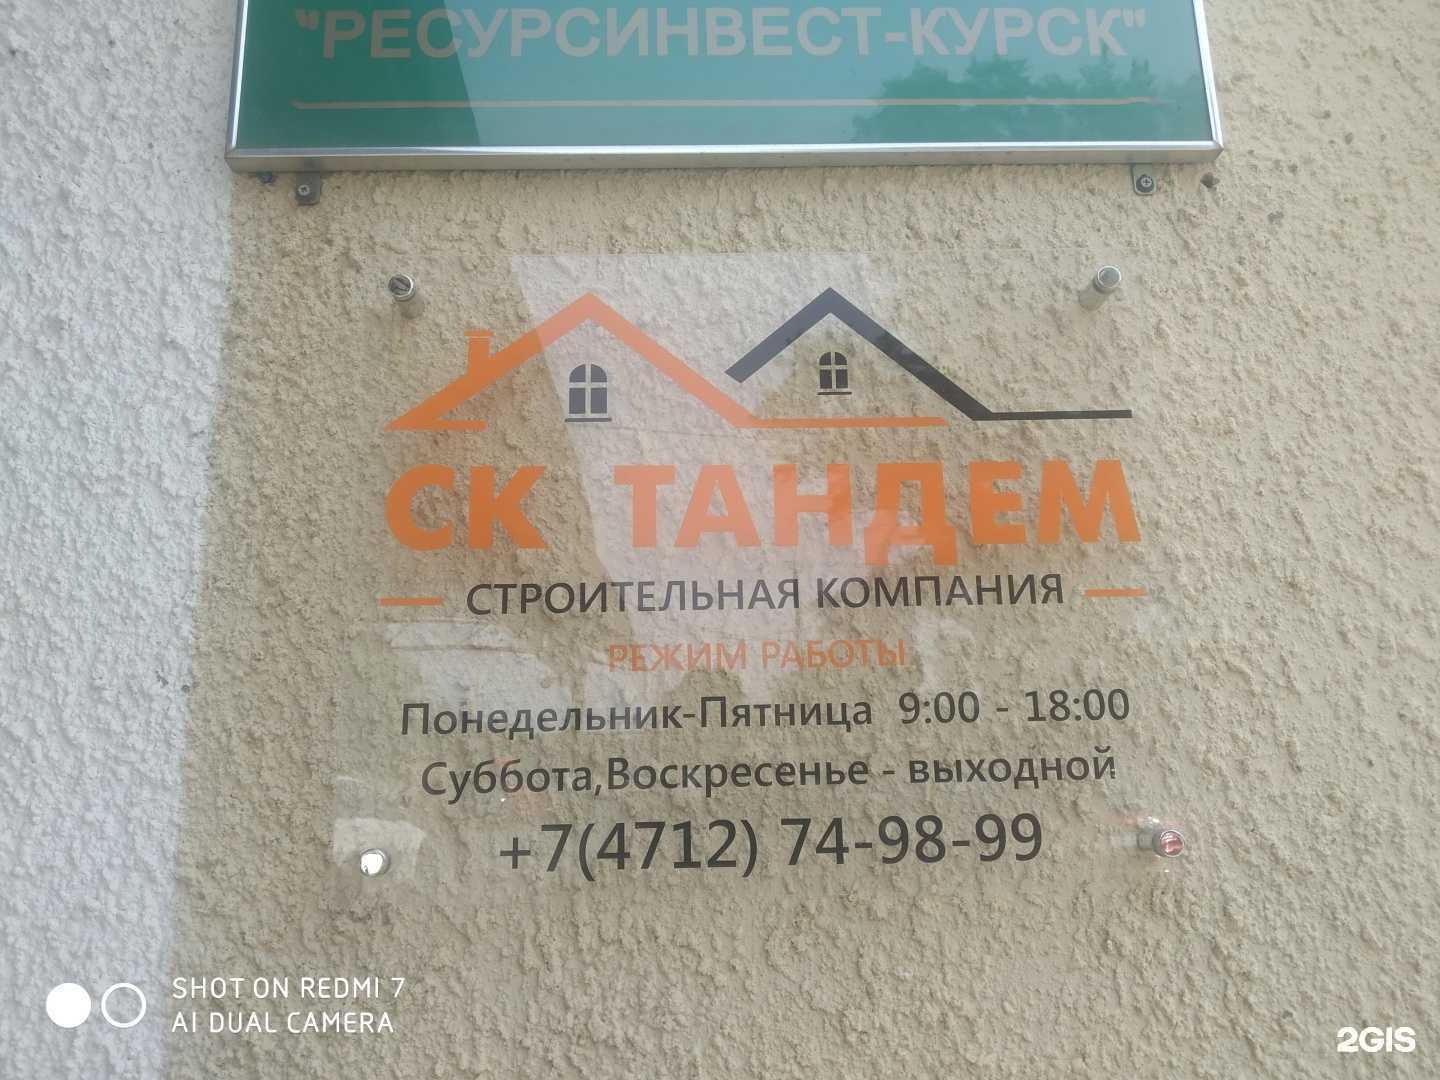 "РЕСУРСИНВЕСТ-КУРСК"
СК ТАНДЕМ
СТРОИТЕЛЬНАЯ КОМПАНИЯ
РЕЖИМ РАБОТЫ
Понедельник-Пятница 9:00 - 18:00
Суббота,Воскресенье - выходной
+7(4712) 74-98-99
SHOT ON REDMI 7
AI DUAL CAMERA
2GIS